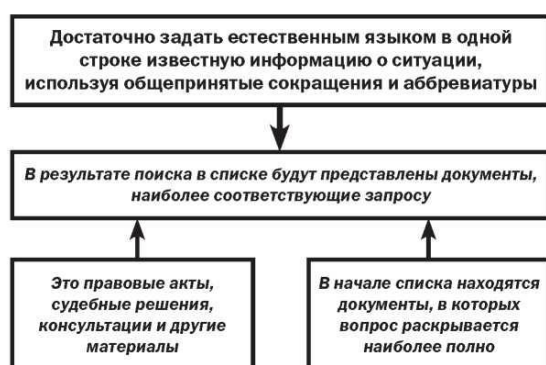 Достаточно задать естественным языком в одной
строке известную информацию о ситуации,
используя общепринятые сокращения и аббревиатуры
В результате поиска в списке будут представлены документы,
наиболее соответствующие запросу
Это правовые акты,
судебные решения,
консультации и другие
материалы
В начале списка находятся
документы, в которых
вопрос раскрывается
наиболее полно